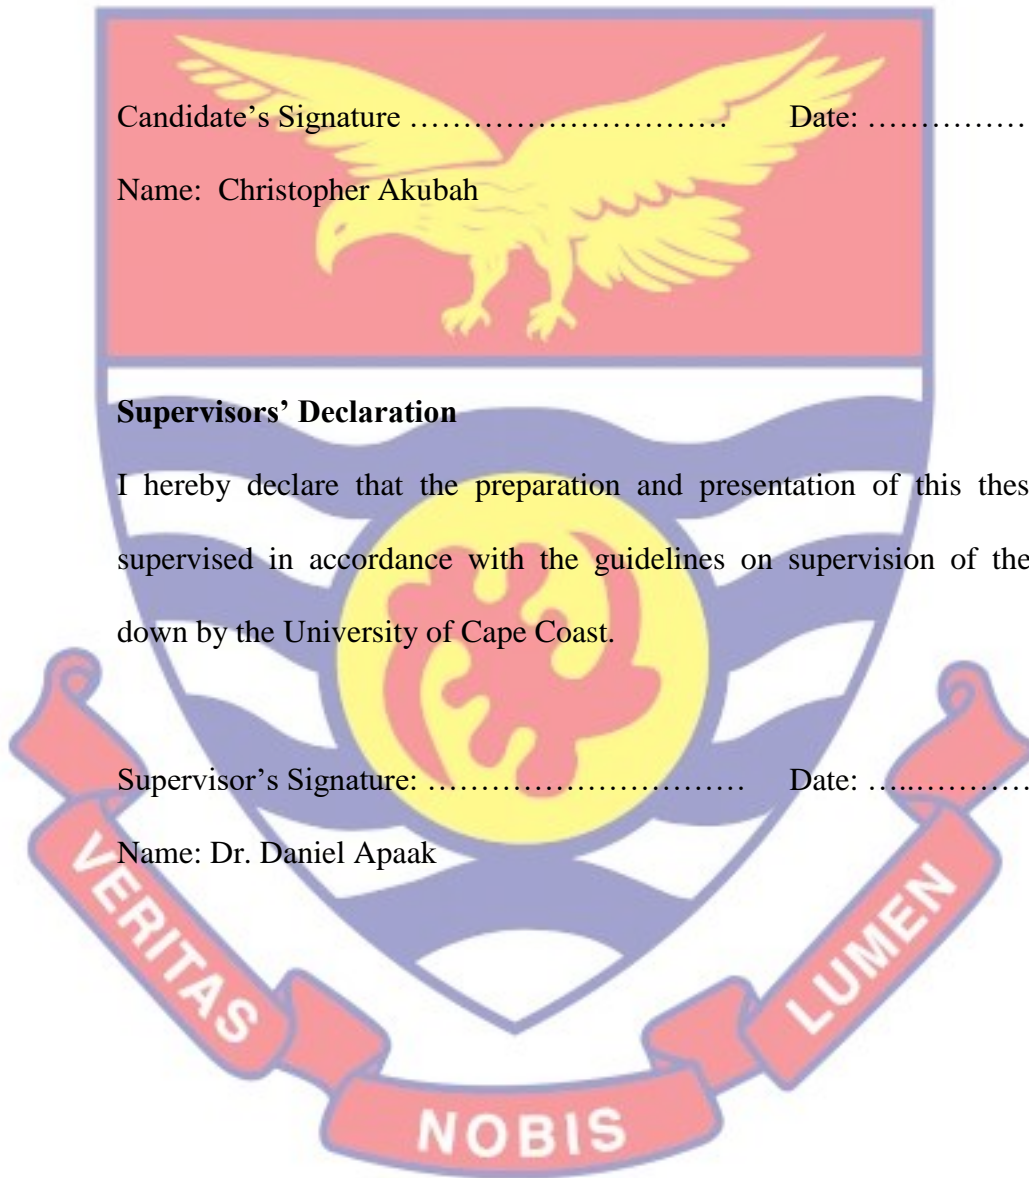 Candidate’s Signature ………………………… Date: ……………
Name: Christopher Akubah
Supervisors’ Declaration
I hereby declare that the preparation and presentation of this thes
supervised in accordance with the guidelines on supervision of the
down by the University of Cape Coast.
Supervisor’s Signature: ………………………… Date: …..…………
Name: Dr. Daniel Apaak
VERITAS
NOBIS
LUMEN